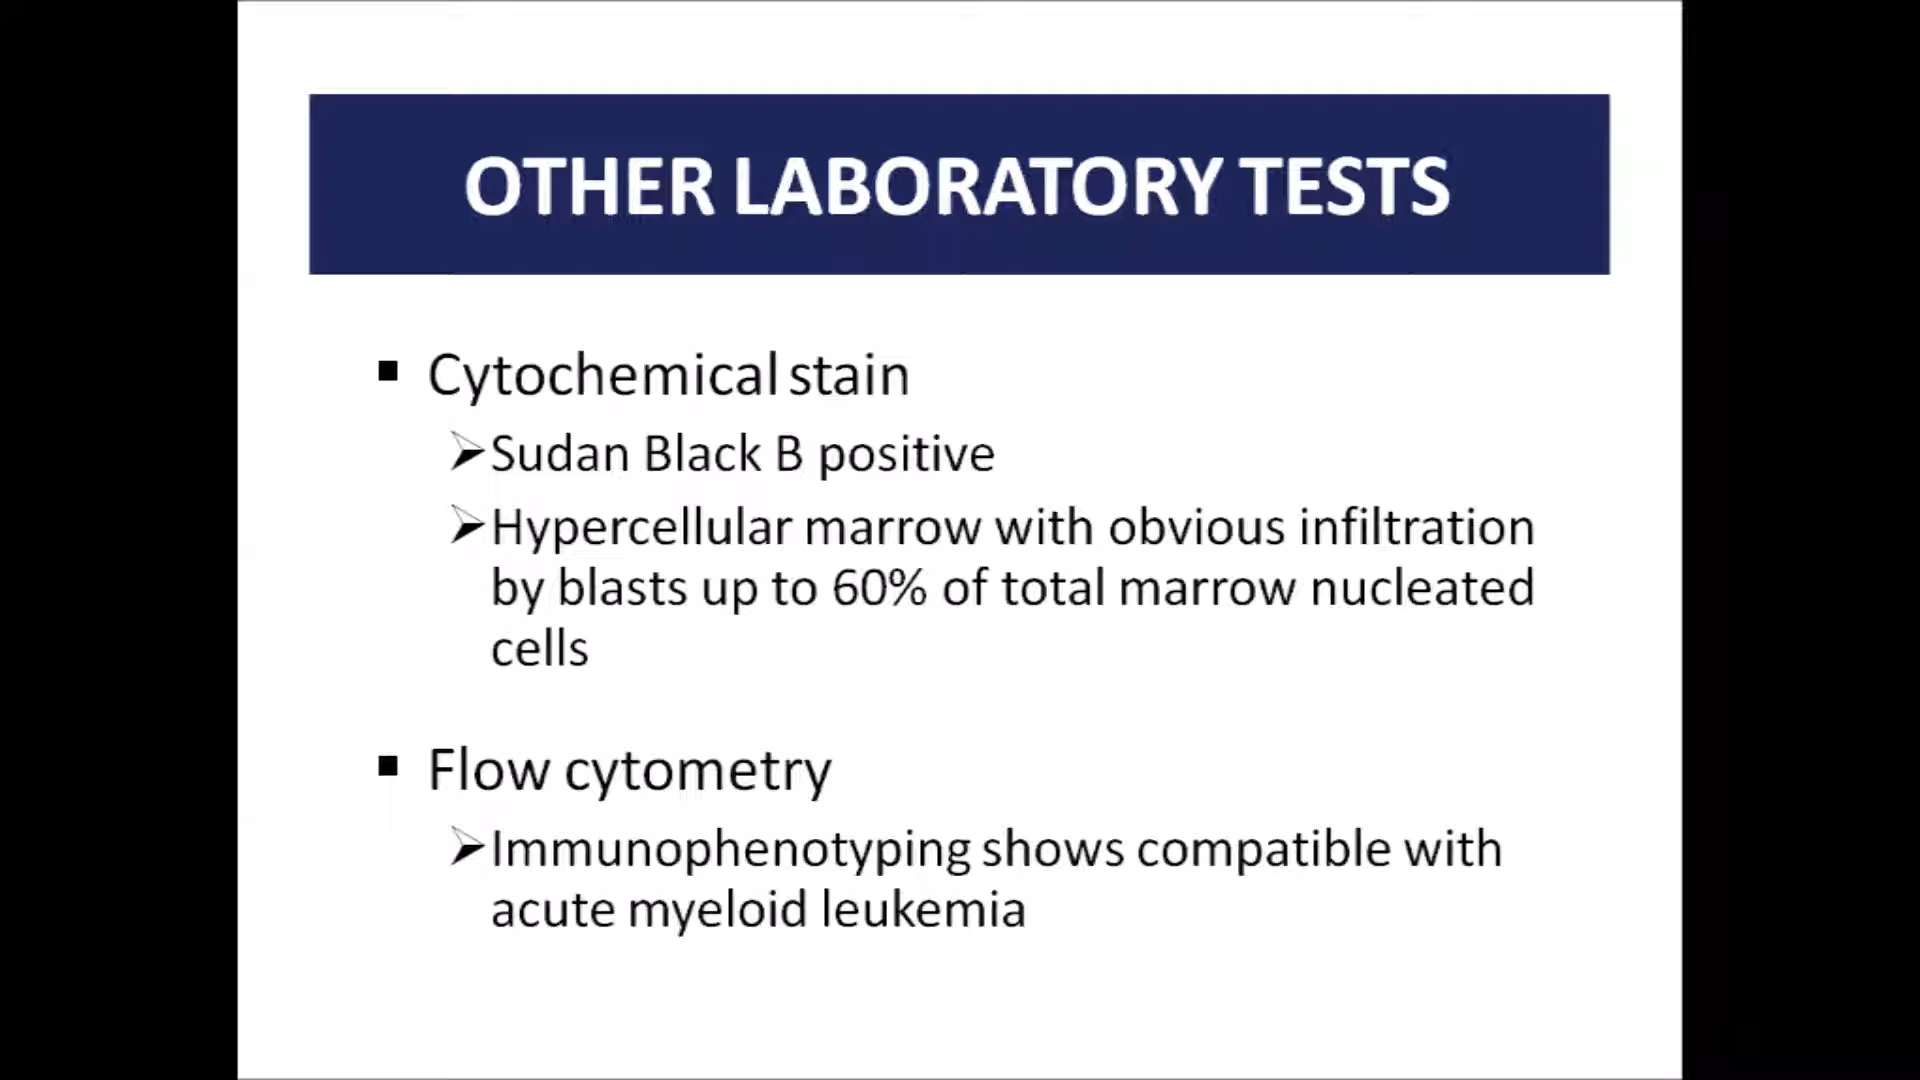 OTHER LABORATORY TESTS
▪ Cytochemical stain
➢Sudan Black B positive
➢Hypercellular marrow with obvious infiltration
by blasts up to 60% of total marrow nucleated
cells
▪ Flow cytometry
➢Immunophenotyping shows compatible with
acute myeloid leukemia